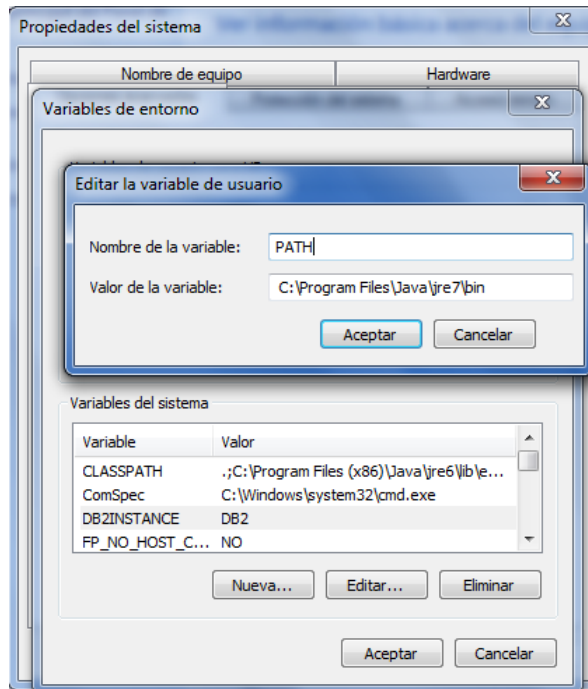 Propiedades del sistema
Nombre de equipo Hardware
Variables de entorno
Editar la variable de usuario
Nombre de la variable: PATH
Valor de la variable: C:\Program Files\Java\jre7\bin
Aceptar Cancelar
Variables del sistema
Variable Valor
CLASSPATH .;C:\Program Files (x86)\Java\jre6\lib\e...
ComSpec C:\Windows\system32\cmd.exe
DB2INSTANCE DB2
FP_NO_HOST_C... NO
Nueva... Editar... Eliminar
Aceptar Cancelar